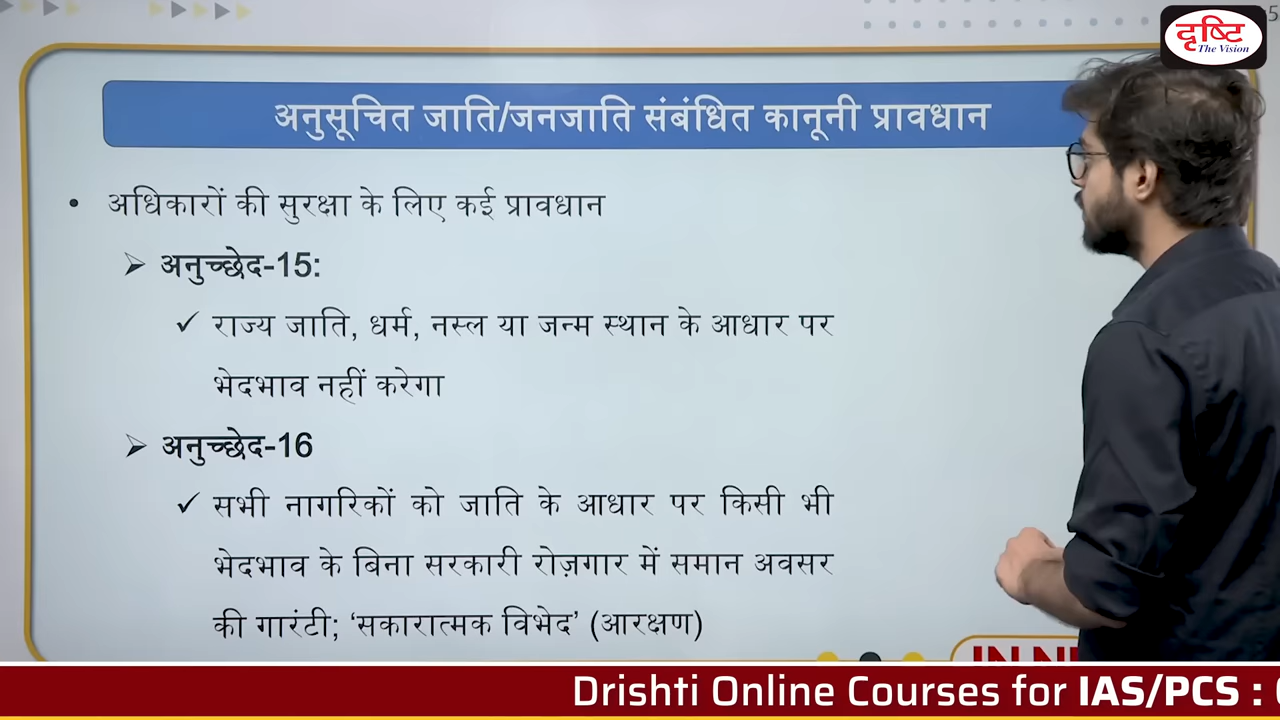 दृष्टि
The Vision
अनुसूचित जाति/जनजाति संबंधित कानूनी प्रावधान
• अधिकारों की सुरक्षा के लिए कई प्रावधान
➢ अनुच्छेद-15:
✓ राज्य जाति, धर्म, नस्ल या जन्म स्थान के आधार पर
भेदभाव नहीं करेगा
➢ अनुच्छेद-16
✓ सभी नागरिकों को जाति के आधार पर किसी भी
भेदभाव के बिना सरकारी रोज़गार में समान अवसर
की गारंटी; ‘सकारात्मक विभेद’ (आरक्षण)
Drishti Online Courses for IAS/PCS :